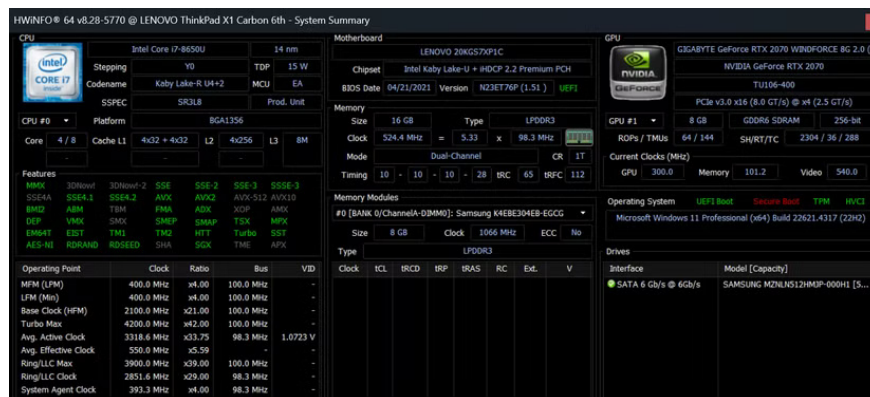 HWiNFO® 64 v8.28-5770 @ LENOVO ThinkPad X1 Carbon 6th - System Summary
CPU
intel
CORE i7
Intel Core i7-8650U 14 nm
Stepping Y0 TDP 15 W
Codename Kaby Lake-R U4+2 MCU EA
SSPEC SR3L8 Prod. Unit
CPU #0 Platform BGA1356
Core 4 / 8 Cache L1 4x32 + 4x32 L2 4x256 L3 8M
- -
Features
MMX 3DNow! 3DNow!-2 SSE SSE-2 SSE-3 SSSE-3
SSE4A SSE4.1 SSE4.2 AVX AVX2 AVX-512 AVX10
BMI2 ABM TBM FMA ADX XOP AMX
DEP VMX SMX SMEP SMAP TSX MPX
EM64T EIST TM1 TM2 HTT Turbo SST
AES-NI RDRAND RDSEED SHA SGX TME APX
Operating Point Clock Ratio Bus VID
MFM (LPM) 400.0 MHz x4.00 100.0 MHz -
LFM (Min) 400.0 MHz x4.00 100.0 MHz -
Base Clock (HFM) 2100.0 MHz x21.00 100.0 MHz -
Turbo Max 4200.0 MHz x42.00 100.0 MHz -
Avg. Active Clock 3318.6 MHz x33.75 98.3 MHz 1.0723 V
Avg. Effective Clock 550.0 MHz x5.59 - -
Ring/LLC Max 3900.0 MHz x39.00 100.0 MHz -
Ring/LLC Clock 2851.6 MHz x29.00 98.3 MHz -
System Agent Clock 393.3 MHz x4.00 98.3 MHz -
Motherboard
LENOVO 20KGS7XP1C
Chipset Intel Kaby Lake-U + iHDCP 2.2 Premium PCH
BIOS Date 04/21/2021 Version N23ET76P (1.51 ) UEFI
Memory
Size 16 GB Type LPDDR3
Clock 524.4 MHz = 5.33 x 98.3 MHz
Mode Dual-Channel CR 1T
Timing 10 - 10 - 10 - 28 tRC 65 tRFC 112
Memory Modules
#0 [BANK 0/ChannelA-DIMM0]: Samsung K4EBE304EB-EGCG
Size 8 GB Clock 1066 MHz ECC No
Type LPDDR3
Clock tCL tRCD tRP tRAS RC Ext. V
GPU
NVIDIA
GEFORCE
GIGABYTE GeForce RTX 2070 WINDFORCE 8G 2.0 (
NVIDIA GeForce RTX 2070
TU106-400
PCIe v3.0 x16 (8.0 GT/s) @ x4 (2.5 GT/s)
GPU #1 8 GB GDDR6 SDRAM 256-bit
ROPs / TMUs 64 / 144 SH/RT/TC 2304 / 36 / 288
Current Clocks (MHz)
GPU 300.0 Memory 101.2 Video 540.0
Operating System UEFI Boot Secure Boot TPM HVCI
Microsoft Windows 11 Professional (x64) Build 22621.4317 (22H2)
Drives
Interface Model [Capacity]
SATA 6 Gb/s @ 6Gb/s SAMSUNG MZNLN512HMJP-000H1 [5...